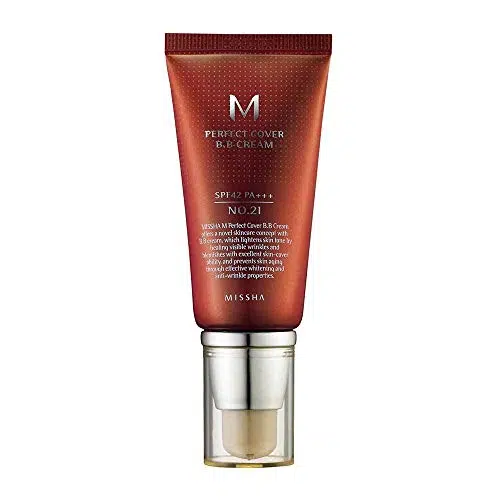 M
PERFECT COVER
B.B CREAM
SPF42 PA+++
NO.21
MISSHA M Perfect Cover B.B Cream
offers a novel skincare concept with
B.B cream, which lightens skin tone by
healing visible wrinkles and
blemishes with excellent skin-cover
ability, and prevents skin aging
through effective whitening and
anti-wrinkle properties.
MISSHA